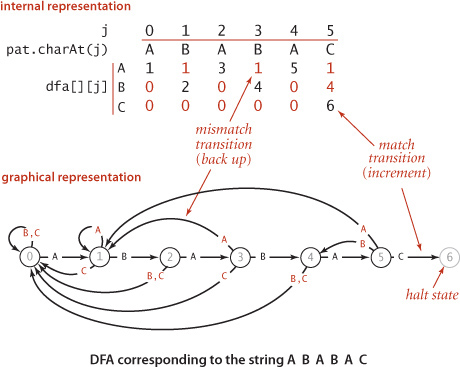 internal representation
j 0 1 2 3 4 5
pat.charAt(j) A B A B A C
A 1 1 3 1 5 1
dfa[][j] B 0 2 0 4 0 4
C 0 0 0 0 0 6
mismatch
transition
(back up)
match
transition
(increment)
graphical representation
A
B,C A A B
0 A 1 B 2 A 3 B 4 A 5 C 6
C B,C C B,C
halt state
DFA corresponding to the string A B A B A C